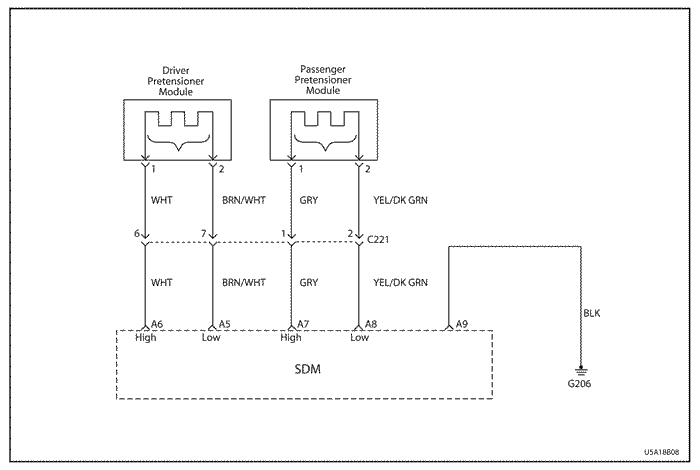 Driver
Pretensioner
Module
Passenger
Pretensioner
Module
1 2 1 2
WHT BRN/WHT GRY YEL/DK GRN
6 7 1 2 C221
WHT BRN/WHT GRY YEL/DK GRN
BLK
A6 A5 A7 A8 A9
High Low High Low
SDM
G206
U5A18B08